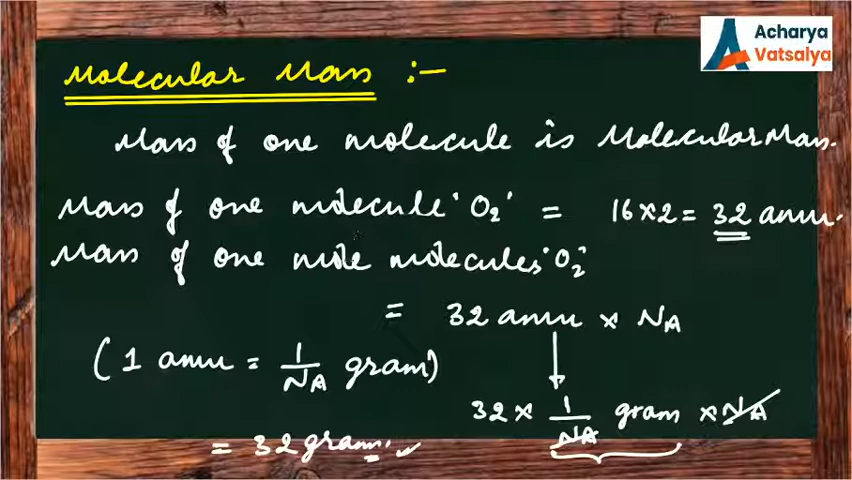 Acharya
Vatsalya
Molecular Mass :-
Mass of one molecule is Molecular Mass.
Mass of one molecule 'O₂' = 16×2 = 32 amu.
Mass of one mole molecules 'O₂'
= 32 amu × NA
(1 amu = 1/NA gram)
32 × 1/NA gram × NA
= 32 gram. ✓